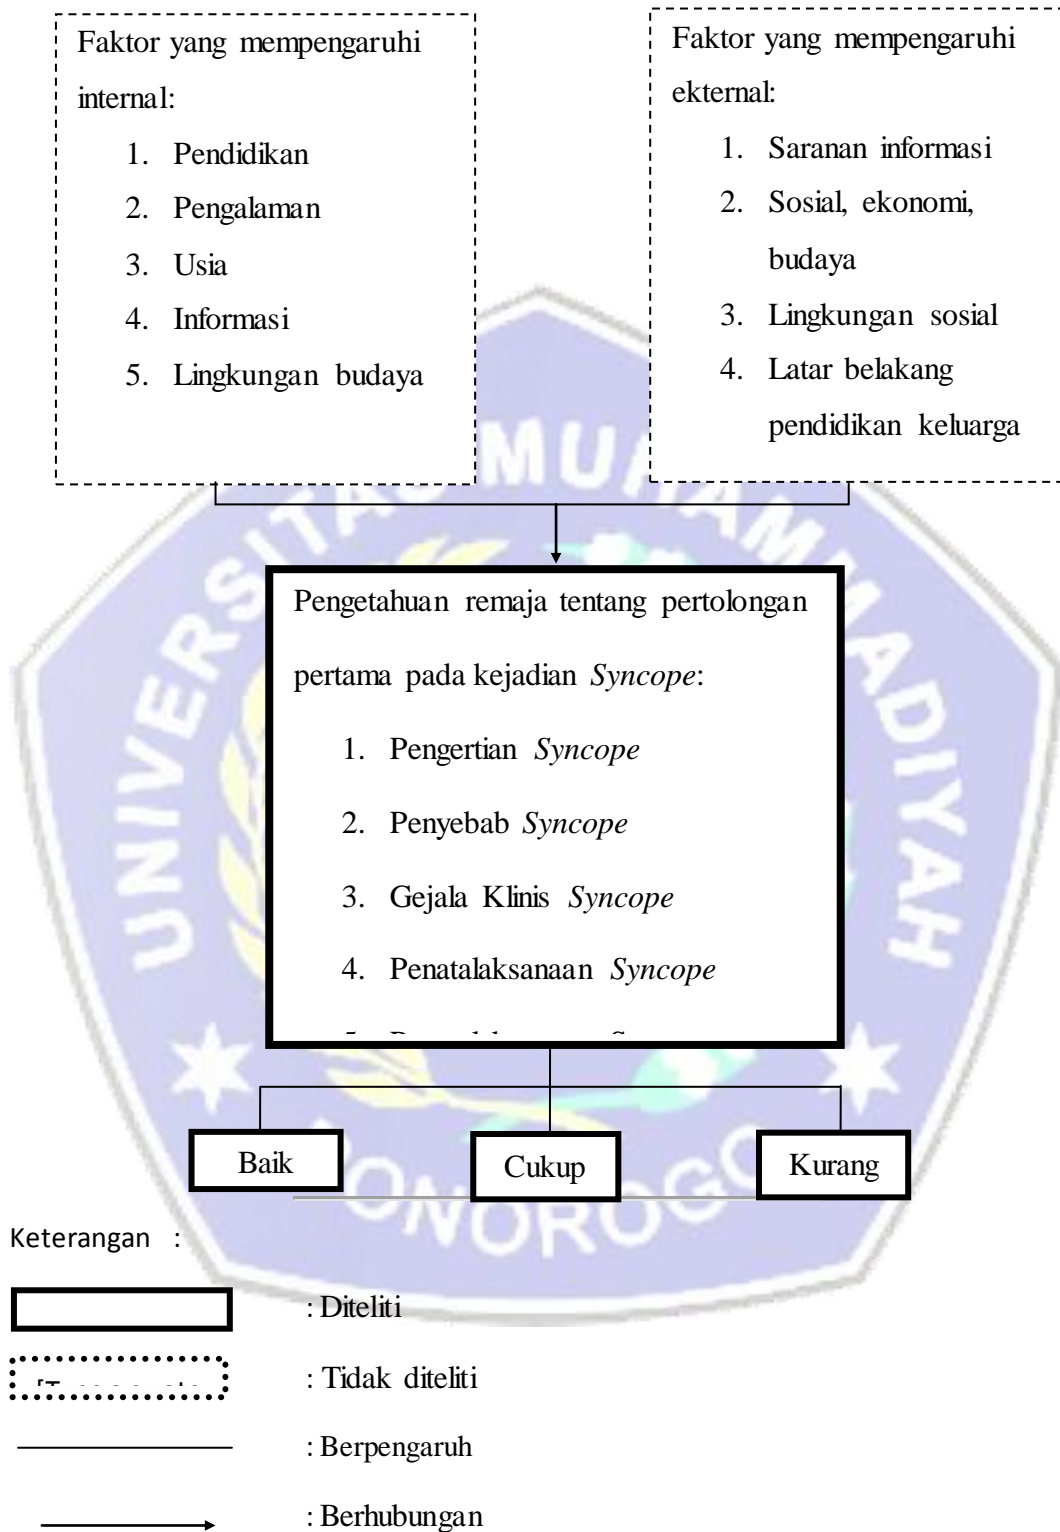 Faktor yang mempengaruhi
internal:
1. Pendidikan
2. Pengalaman
3. Usia
4. Informasi
5. Lingkungan budaya
Faktor yang mempengaruhi
ekternal:
1. Saranan informasi
2. Sosial, ekonomi,
budaya
3. Lingkungan sosial
4. Latar belakang
pendidikan keluarga
UNIVERSITAS MUHAMMADIYAH
Pengetahuan remaja tentang pertolongan
pertama pada kejadian Syncope:
1. Pengertian Syncope
2. Penyebab Syncope
3. Gejala Klinis Syncope
4. Penatalaksanaan Syncope
Baik
Cukup
Kurang
PONOROGO
Keterangan :
: Diteliti
: Tidak diteliti
: Berpengaruh
: Berhubungan